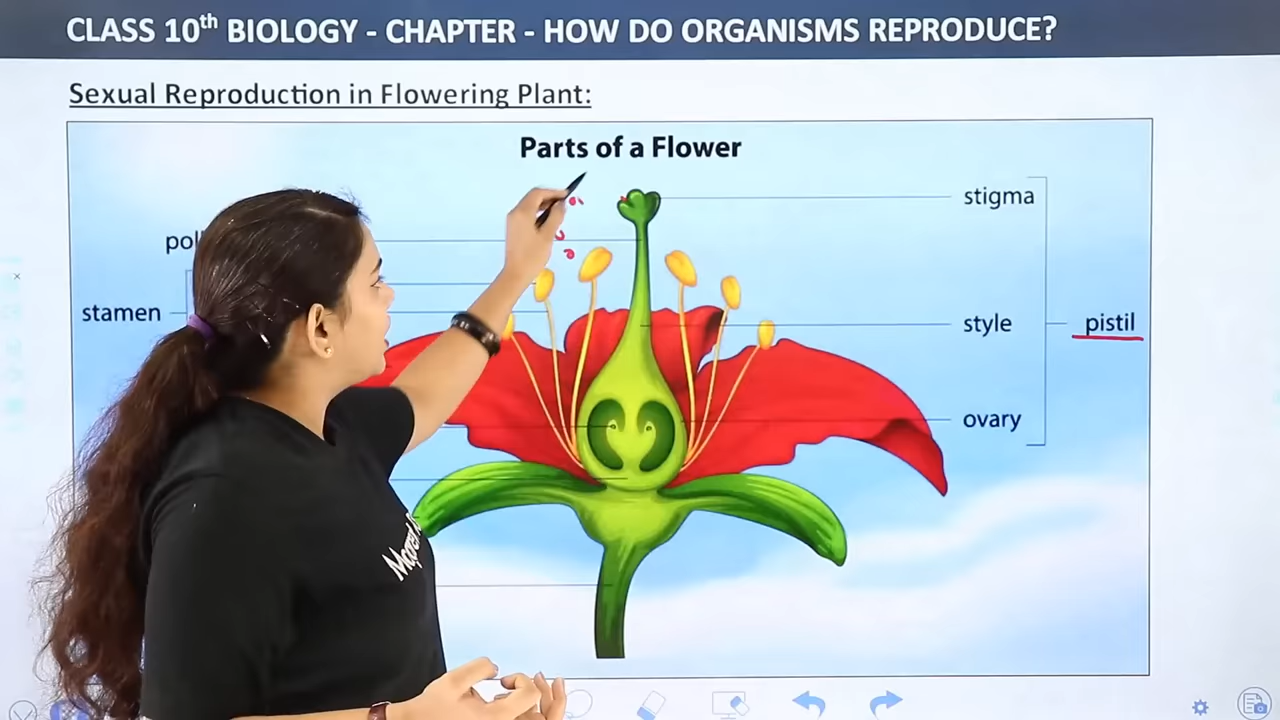 CLASS 10th BIOLOGY - CHAPTER - HOW DO ORGANISMS REPRODUCE?
Sexual Reproduction in Flowering Plant:
Parts of a Flower
stigma
stamen
style
pistil
ovary